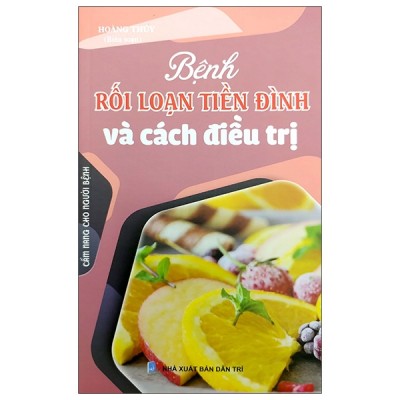 HOÀNG THÚY
Bệnh
RỐI LOẠN TIỀN ĐÌNH
và cách điều trị
CẨM NANG CHO NGƯỜI BỆNH
NHÀ XUẤT BẢN DÂN TRÍ